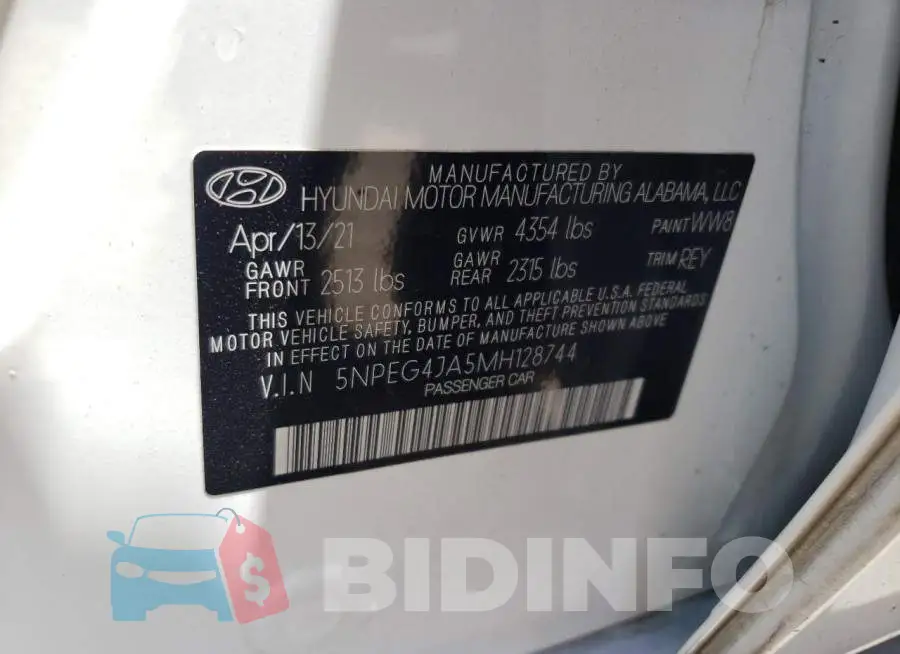 MANUFACTURED BY
HYUNDAI MOTOR MANUFACTURING ALABAMA, LLC
Apr/13/21 GVWR 4354 lbs PAINT WW8
GAWR FRONT 2513 lbs GAWR REAR 2315 lbs TRIM REY
THIS VEHICLE CONFORMS TO ALL APPLICABLE U.S.A. FEDERAL
MOTOR VEHICLE SAFETY, BUMPER, AND THEFT PREVENTION STANDARDS
IN EFFECT ON THE DATE OF MANUFACTURE SHOWN ABOVE
V.I.N 5NPEG4JA5MH128744
PASSENGER CAR
$ BIDINFO